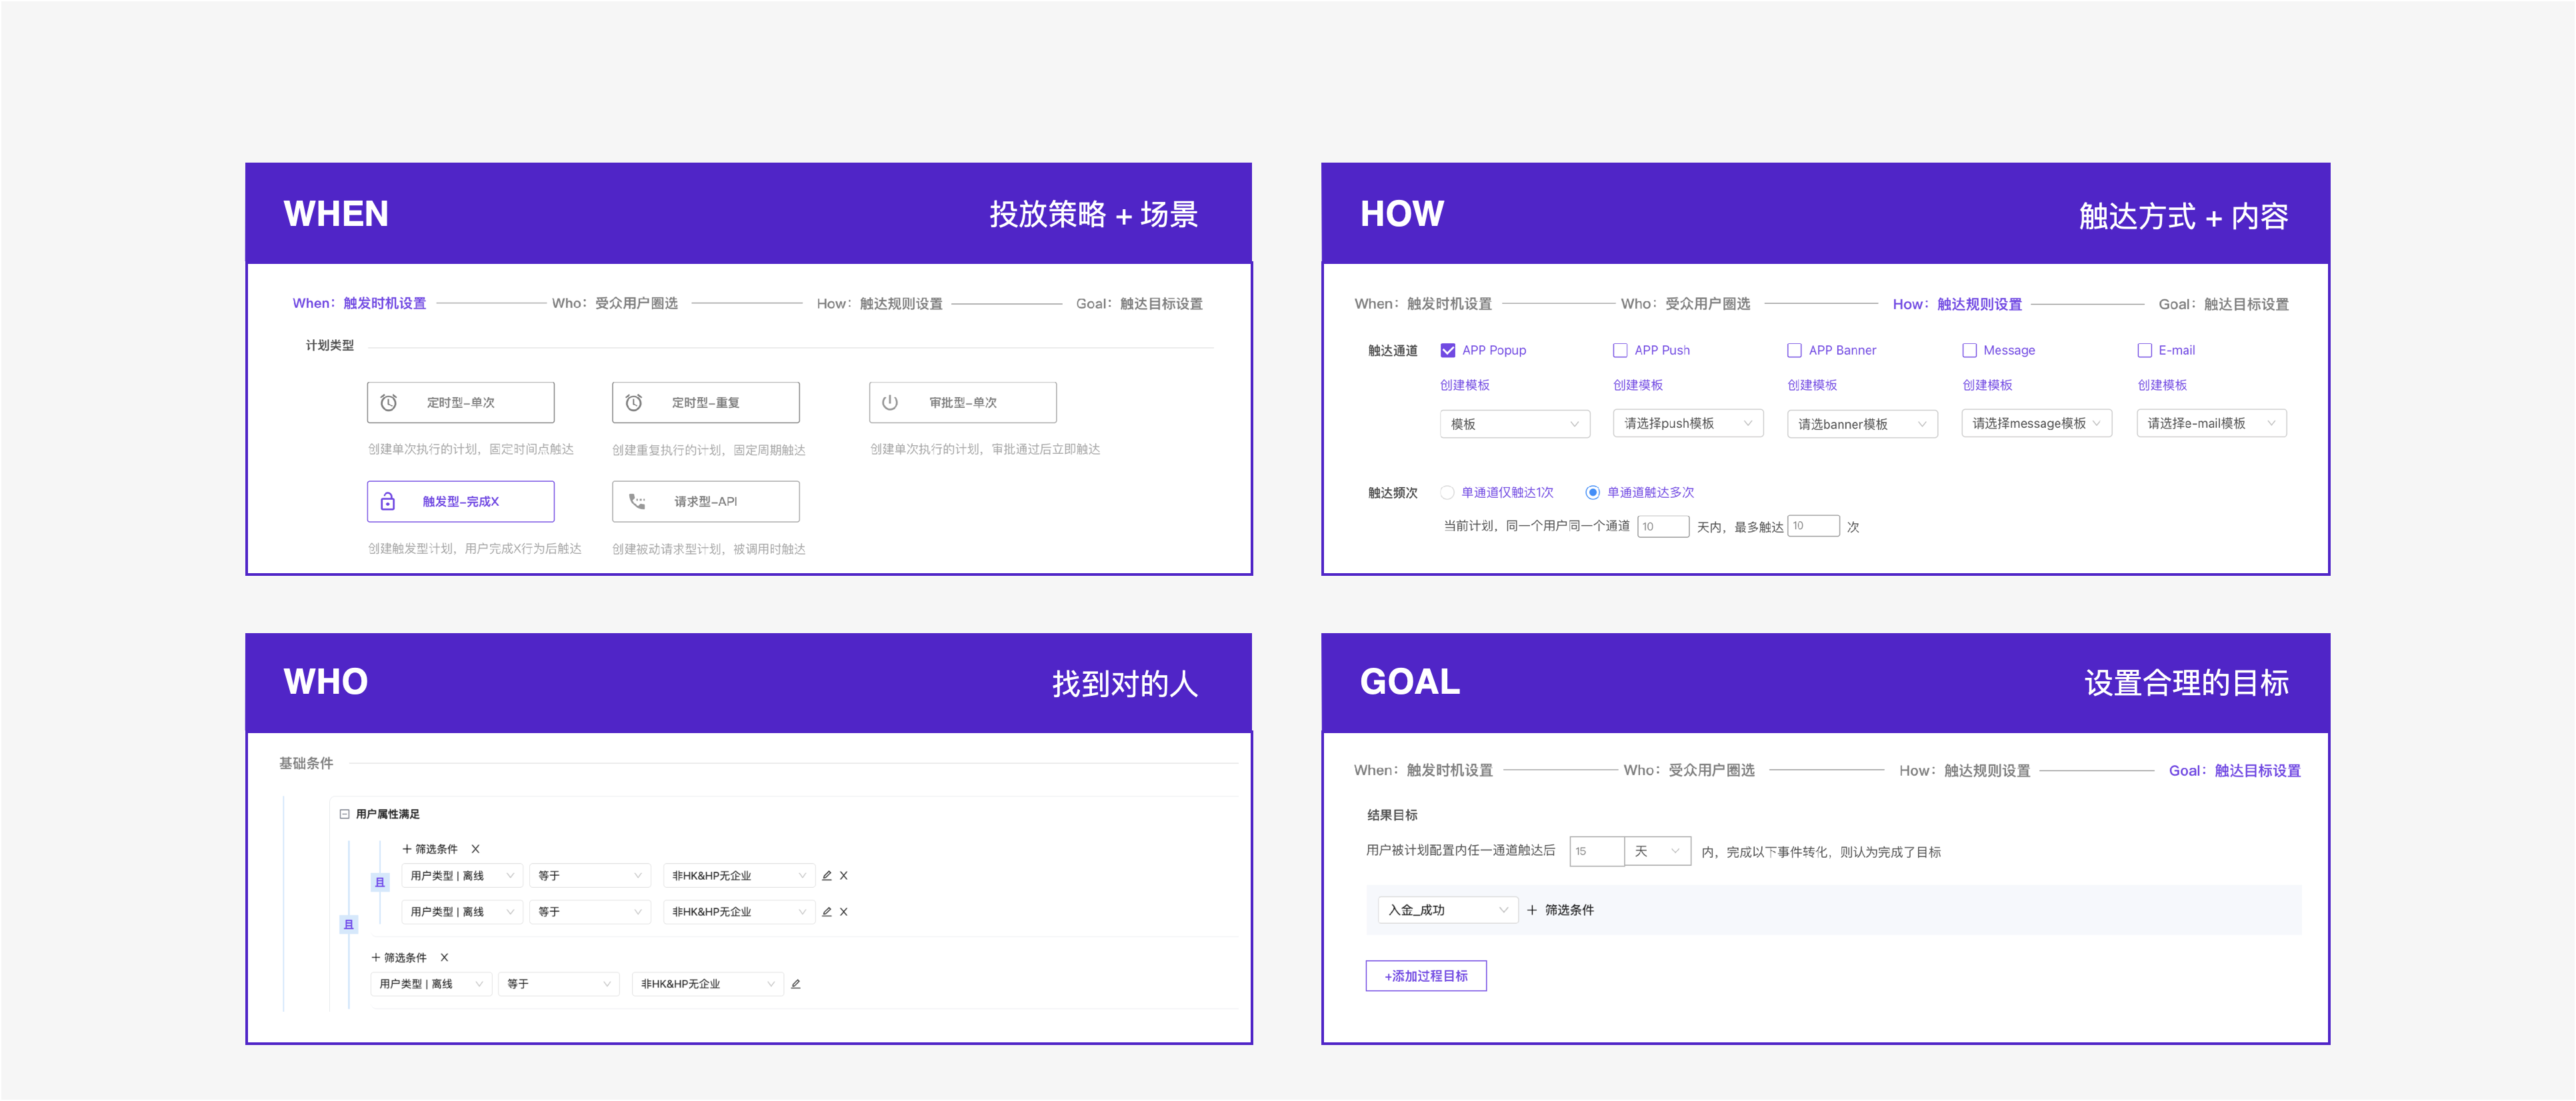 WHEN 投放策略 + 场景
When：触发时机设置 Who：受众用户圈选 How：触达规则设置 Goal：触达目标设置
计划类型
定时型-单次 定时型-重复 审批型-单次
创建单次执行的计划，固定时间点触达 创建重复执行的计划，固定周期触达 创建单次执行的计划，审批通过后立即触达
触发型-完成X 请求型-API
创建触发型计划，用户完成X行为后触达 创建被动请求型计划，被调用时触达
HOW 触达方式 + 内容
When：触发时机设置 Who：受众用户圈选 How：触达规则设置 Goal：触达目标设置
触达通道 APP Popup APP Push APP Banner Message E-mail
创建模板 创建模板 创建模板 创建模板 创建模板
模板 请选择push模板 请选banner模板 请选择message模板 请选择e-mail模板
触达频次 单通道仅触达1次 单通道触达多次
当前计划，同一个用户同一个通道 10 天内，最多触达 10 次
WHO 找到对的人
基础条件
用户属性满足
+ 筛选条件 X
用户类型 | 离线 等于 非HK&HP无企业 X
且
用户类型 | 离线 等于 非HK&HP无企业 X
且
+ 筛选条件 X
用户类型 | 离线 等于 非HK&HP无企业
GOAL 设置合理的目标
When：触发时机设置 Who：受众用户圈选 How：触达规则设置 Goal：触达目标设置
结果目标
用户被计划配置内任一通道触达后 15 天 内，完成以下事件转化，则认为完成了目标
入金_成功 + 筛选条件
+添加过程目标